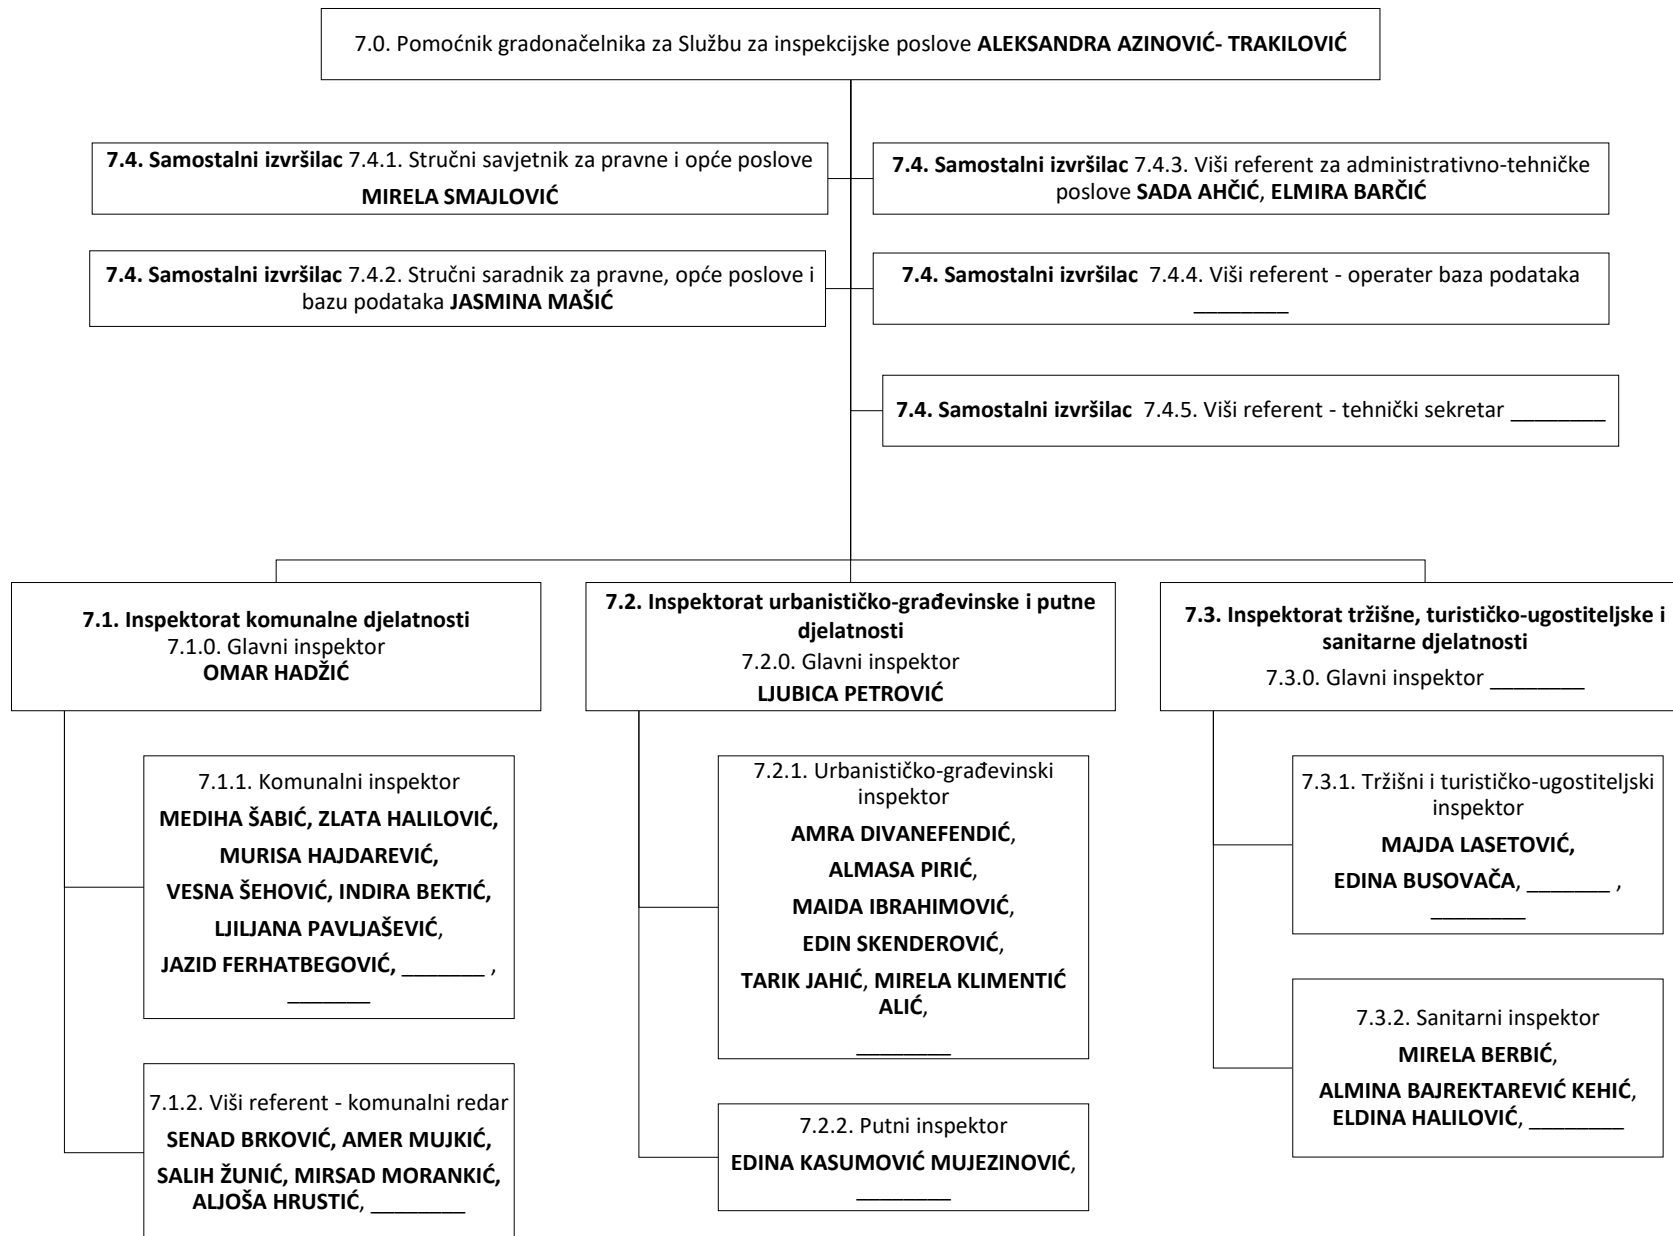 7.0. Pomoćnik gradonačelnika za Službu za inspekcijske poslove ALEKSANDRA AZINOVIĆ- TRAKILOVIĆ
7.4. Samostalni izvršilac 7.4.1. Stručni savjetnik za pravne i opće poslove
MIRELA SMAJLOVIĆ
7.4. Samostalni izvršilac 7.4.3. Viši referent za administrativno-tehničke
poslove SADA AHČIĆ, ELMIRA BARČIĆ
7.4. Samostalni izvršilac 7.4.2. Stručni saradnik za pravne, opće poslove i
bazu podataka JASMINA MAŠIĆ
7.4. Samostalni izvršilac 7.4.4. Viši referent - operater baza podataka
________
7.4. Samostalni izvršilac 7.4.5. Viši referent - tehnički sekretar ________
7.1. Inspektorat komunalne djelatnosti
7.1.0. Glavni inspektor
OMAR HADŽIĆ
7.1.1. Komunalni inspektor
MEDIHA ŠABIĆ, ZLATA HALILOVIĆ,
MURISA HAJDAREVIĆ,
VESNA ŠEHOVIĆ, INDIRA BEKTIĆ,
LJILJANA PAVLJAŠEVIĆ,
JAZID FERHATBEGOVIĆ, _______ ,
_______
7.1.2. Viši referent - komunalni redar
SENAD BRKOVIĆ, AMER MUJKIĆ,
SALIH ŽUNIĆ, MIRSAD MORANKIĆ,
ALJOŠA HRUSTIĆ, ________
7.2. Inspektorat urbanističko-građevinske i putne
djelatnosti
7.2.0. Glavni inspektor
LJUBICA PETROVIĆ
7.2.1. Urbanističko-građevinski
inspektor
AMRA DIVANEFENDIĆ,
ALMASA PIRIĆ,
MAIDA IBRAHIMOVIĆ,
EDIN SKENDEROVIĆ,
TARIK JAHIĆ, MIRELA KLIMENTIĆ
ALIĆ,
________
7.2.2. Putni inspektor
EDINA KASUMOVIĆ MUJEZINOVIĆ,
________
7.3. Inspektorat tržišne, turističko-ugostiteljske i
sanitarne djelatnosti
7.3.0. Glavni inspektor ________
7.3.1. Tržišni i turističko-ugostiteljski
inspektor
MAJDA LASETOVIĆ,
EDINA BUSOVAČA, _______ ,
________
7.3.2. Sanitarni inspektor
MIRELA BERBIĆ,
ALMINA BAJREKTAREVIĆ KEHIĆ,
ELDINA HALILOVIĆ, ________